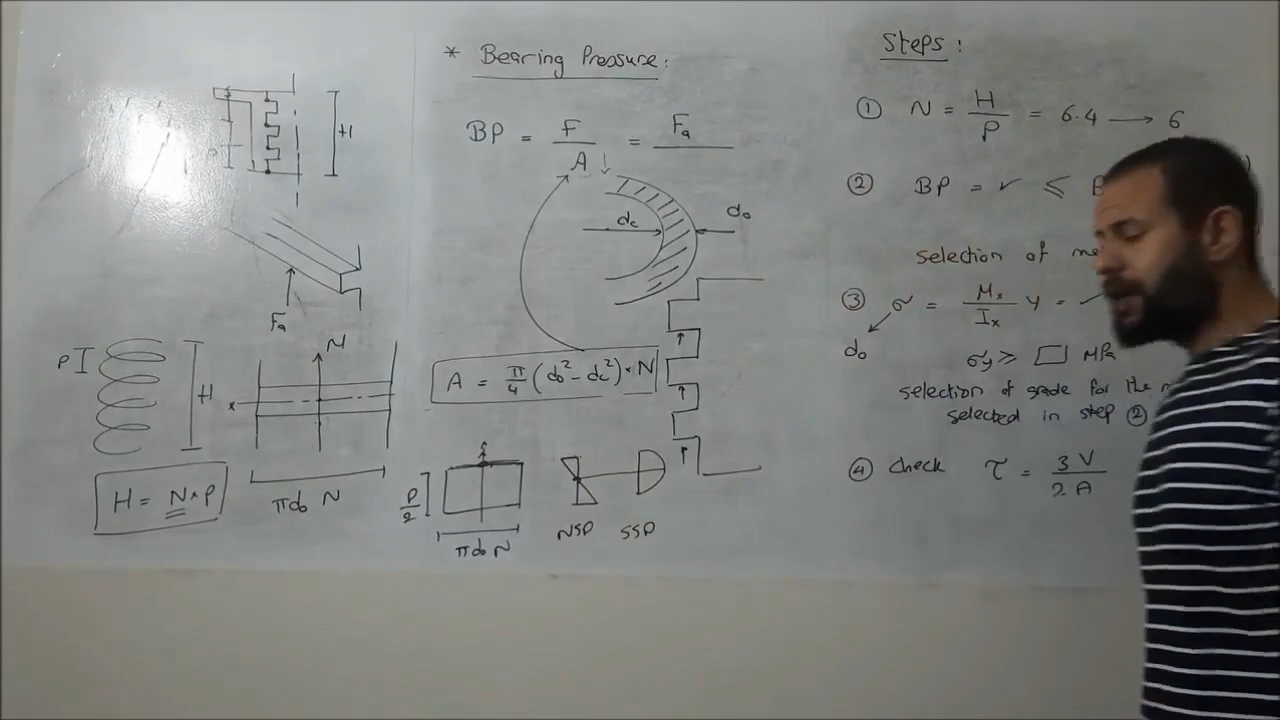 * Bearing Pressure:
BP = F/A = Fa/
dc
do
A = π/4 (do² - dc²) * N
P/2
πdo N
NSP
SSP
H
P
Fa
P
H
x
N
πdo N
H = N * P
Steps:
① N = H/P = 6.4 → 6
② BP = ✓ ≤ B
selection of
③ σ = Mx/Ix y = ✓
do
σy ≥ □ MPa
selection of grade for the
selected in step ②
④ check τ = 3V/2A